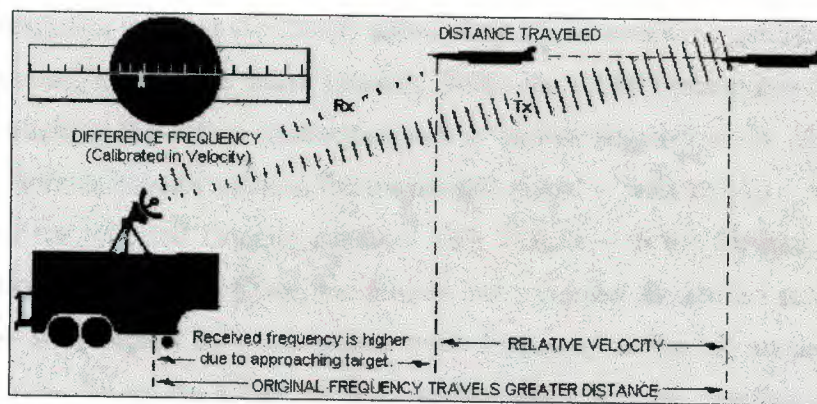 DISTANCE TRAVELED
Rx
Tx
DIFFERENCE FREQUENCY
(Calibrated in Velocity)
Received frequency is higher
due to approaching target.
RELATIVE VELOCITY
ORIGINAL FREQUENCY TRAVELS GREATER DISTANCE